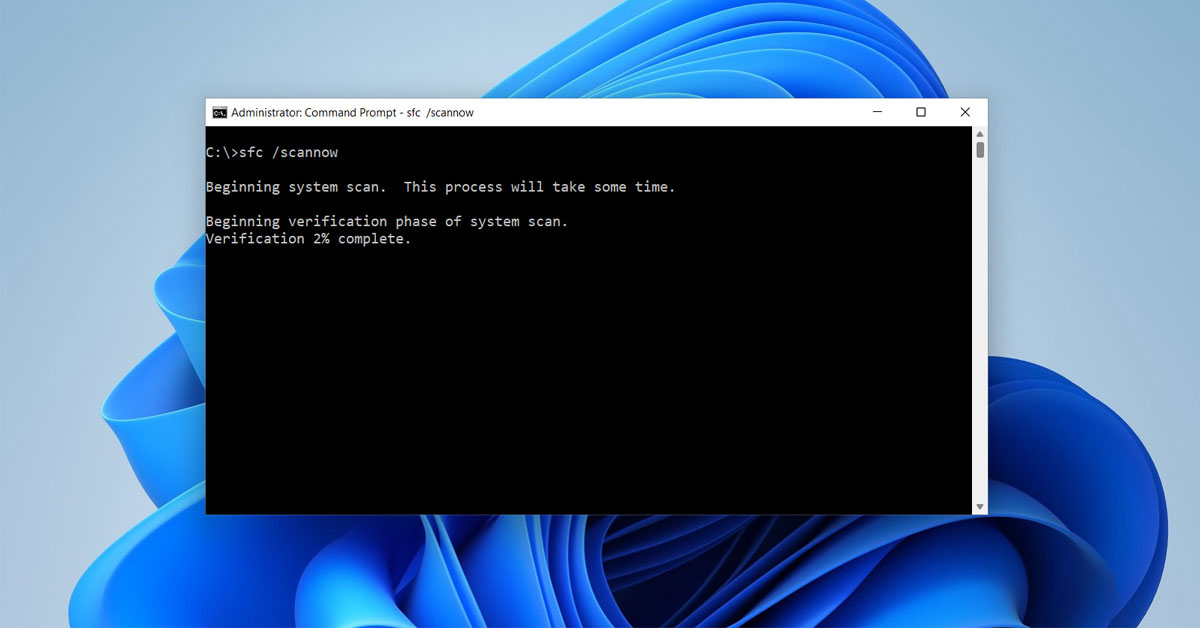 Administrator: Command Prompt - sfc  /scannow
C:\>sfc /scannow
Beginning system scan.  This process will take some time.
Beginning verification phase of system scan.
Verification 2% complete.